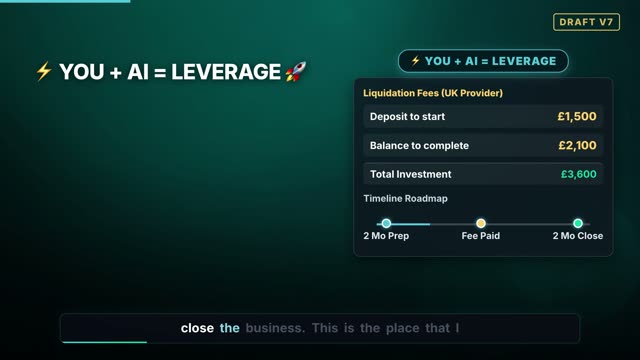 DRAFT V7
⚡ YOU + AI = LEVERAGE 🚀
⚡ YOU + AI = LEVERAGE
Liquidation Fees (UK Provider)
Deposit to start £1,500
Balance to complete £2,100
Total Investment £3,600
Timeline Roadmap
2 Mo Prep Fee Paid 2 Mo Close
close the business. This is the place that I